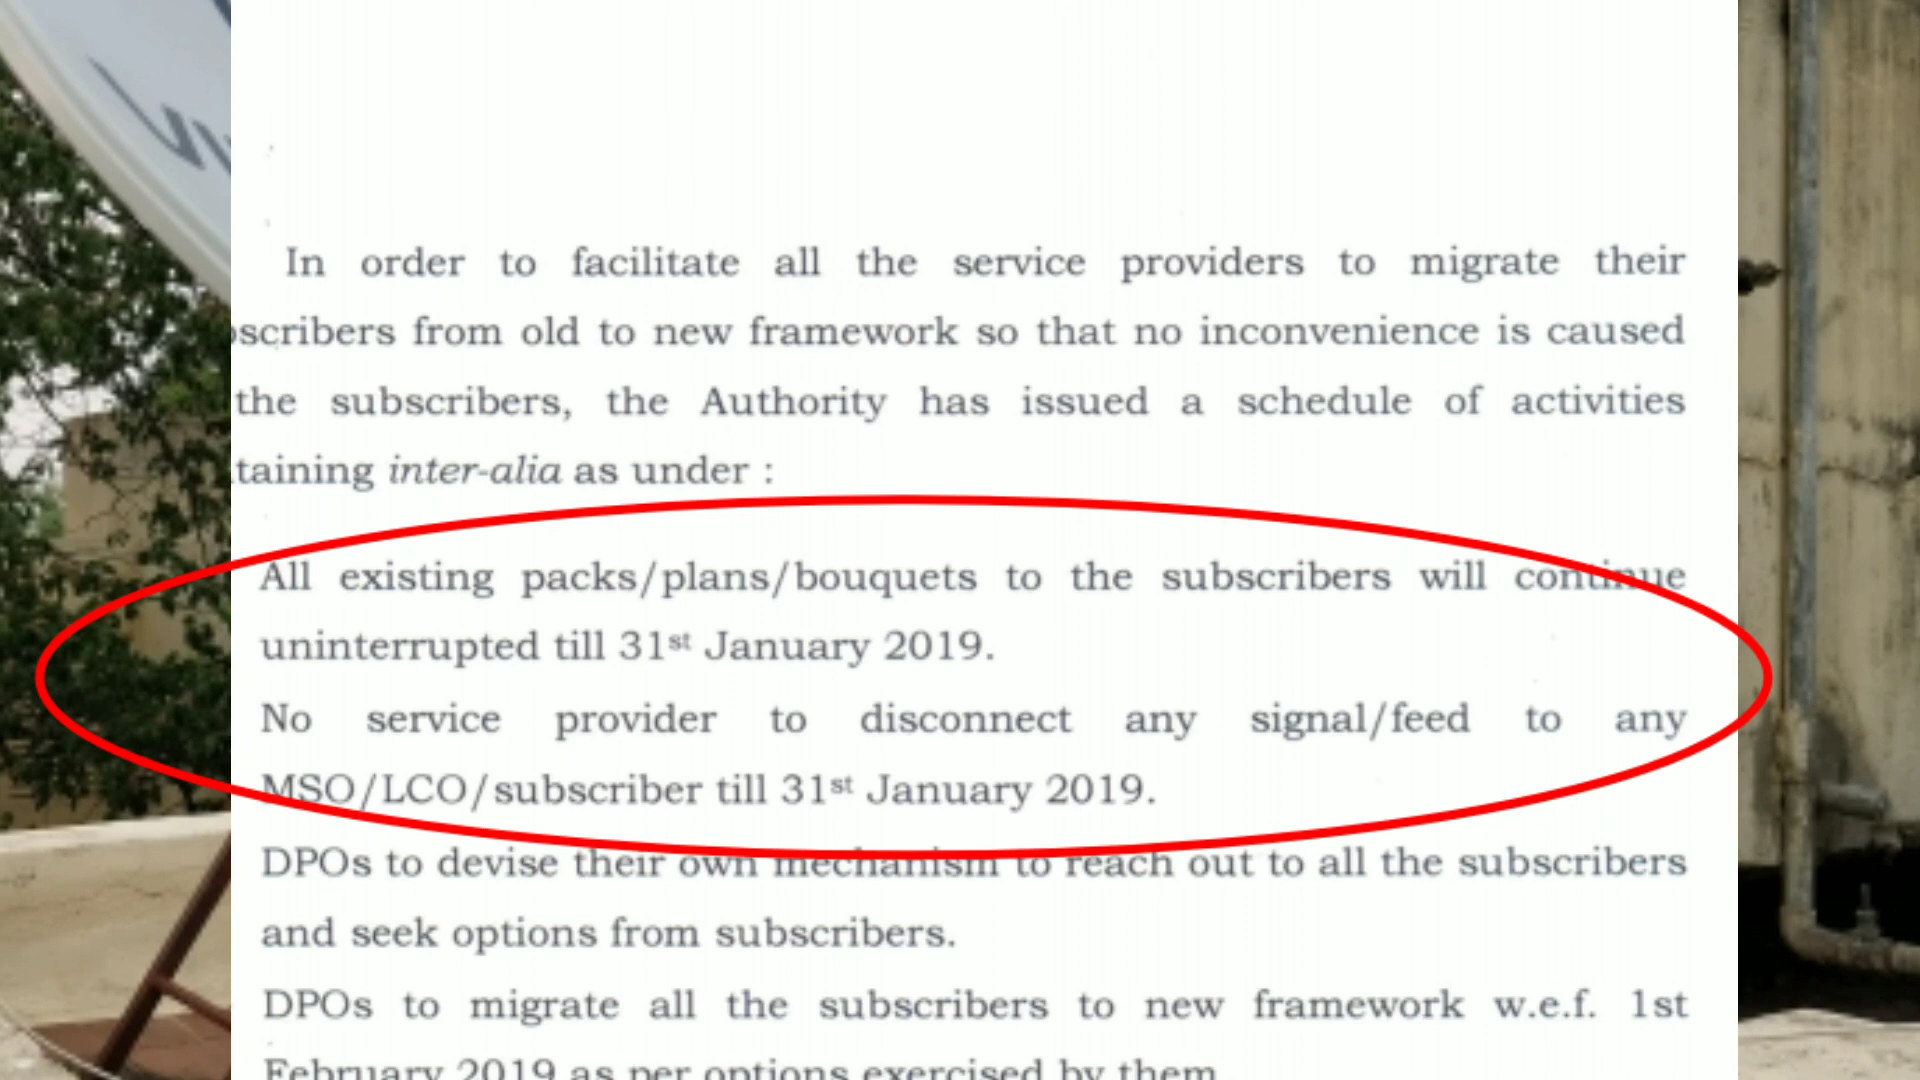 In order to facilitate all the service providers to migrate their
scribers from old to new framework so that no inconvenience is caused
the subscribers, the Authority has issued a schedule of activities
taining inter-alia as under :
All existing packs/plans/bouquets to the subscribers will continue
uninterrupted till 31st January 2019.
No service provider to disconnect any signal/feed to any
MSO/LCO/subscriber till 31st January 2019.
DPOs to devise their own mechanism to reach out to all the subscribers
and seek options from subscribers.
DPOs to migrate all the subscribers to new framework w.e.f. 1st
February 2019 as per options exercised by them